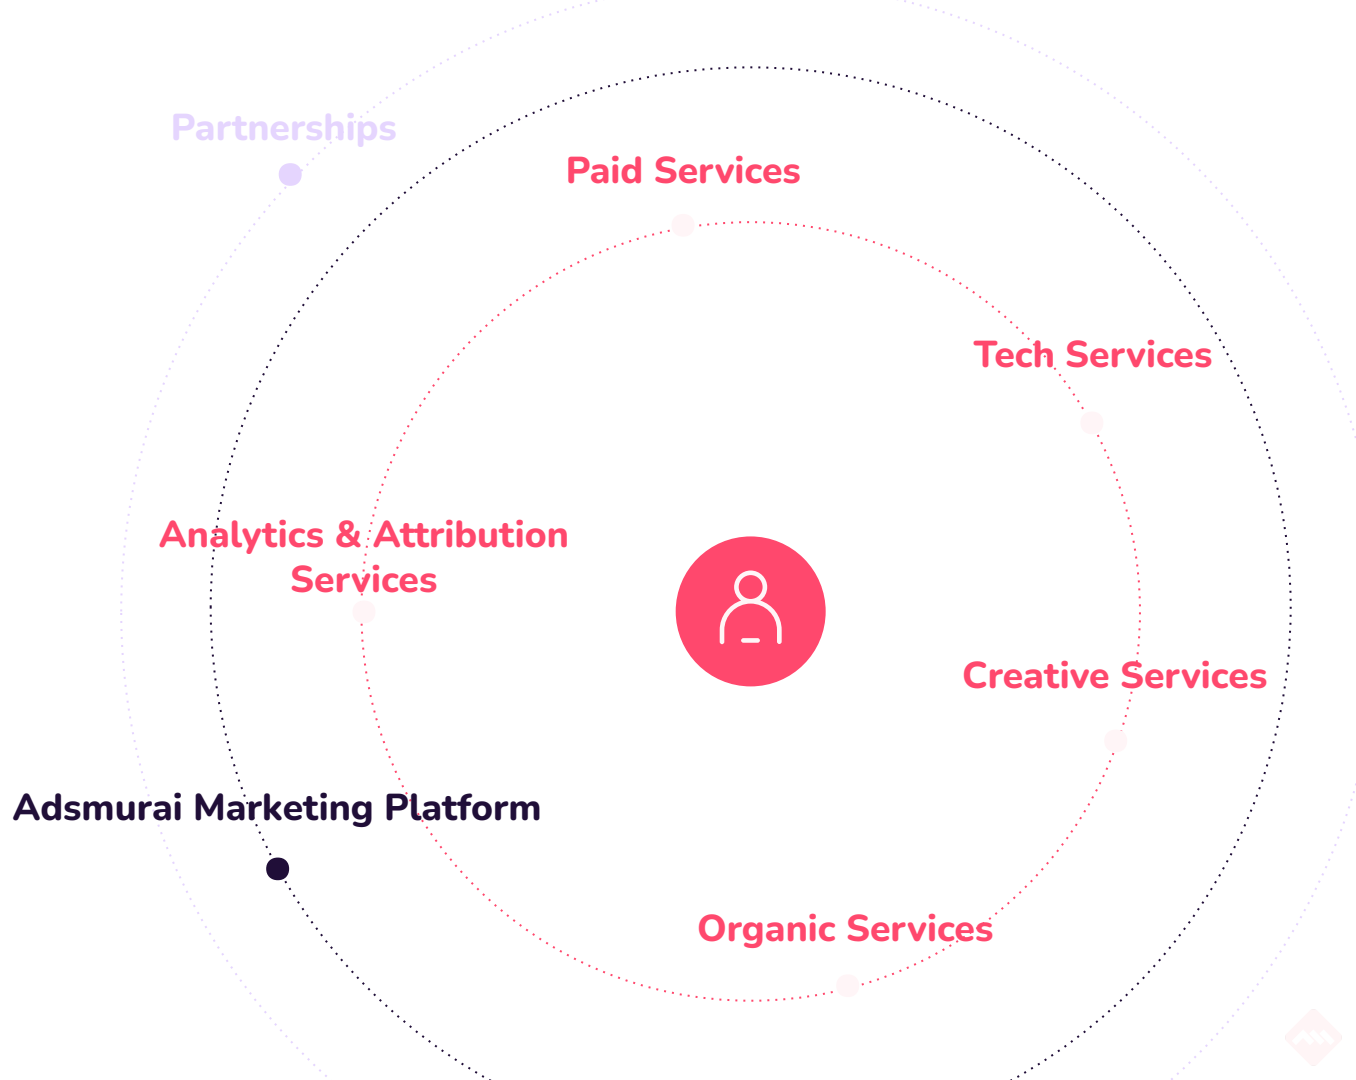 Partnerships
Paid Services
Tech Services
Analytics & Attribution
Services
Creative Services
Adsmurai Marketing Platform
Organic Services